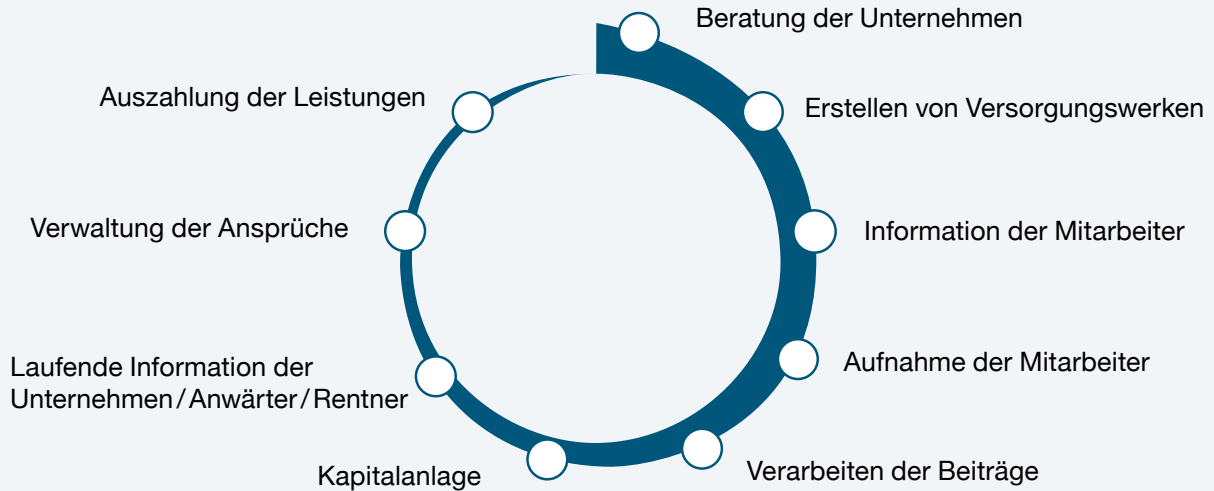 Beratung der Unternehmen
Erstellen von Versorgungswerken
Information der Mitarbeiter
Aufnahme der Mitarbeiter
Verarbeiten der Beiträge
Kapitalanlage
Laufende Information der
Unternehmen/Anwärter/Rentner
Verwaltung der Ansprüche
Auszahlung der Leistungen